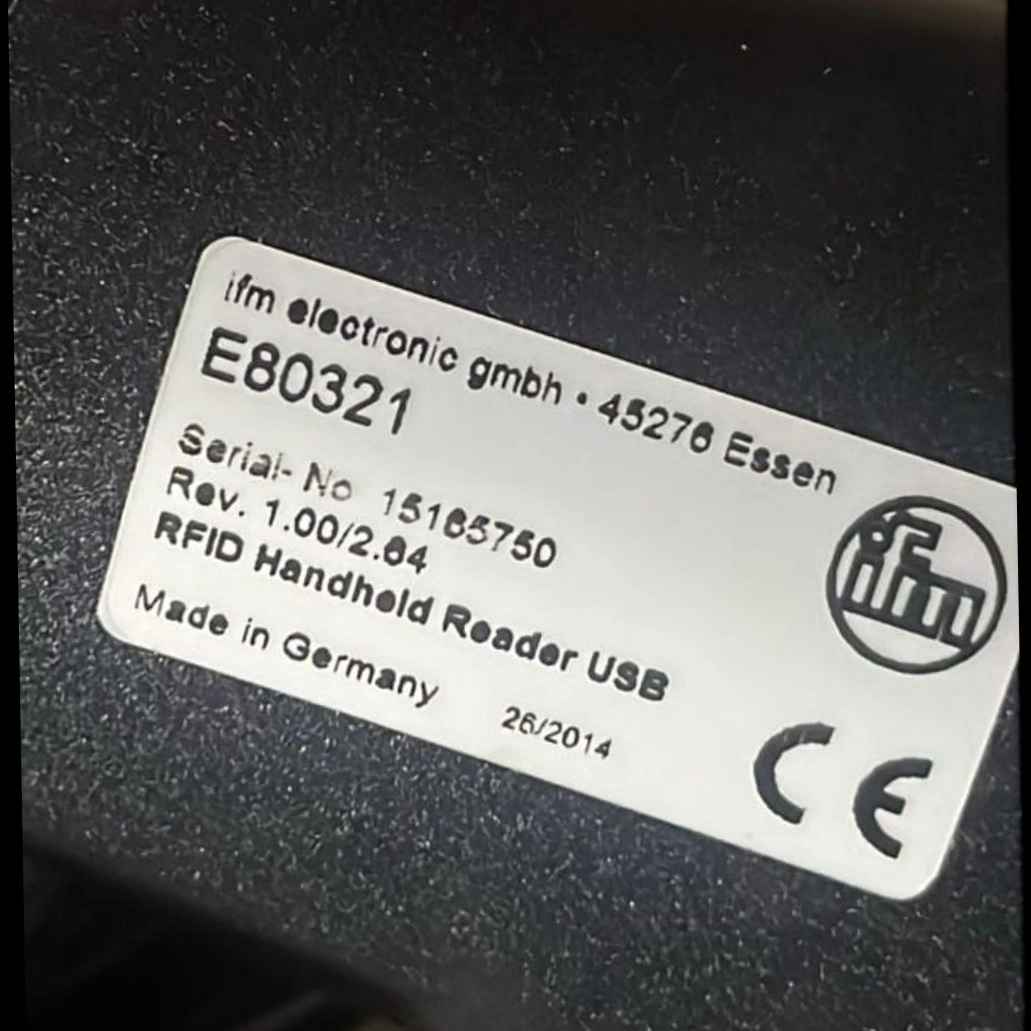 ifm electronic gmbh • 45276 Essen
E80321
Serial- No 15165750
Rev. 1.00/2.64
RFID Handheld Reader USB
Made in Germany 26/2014
ifm
CE